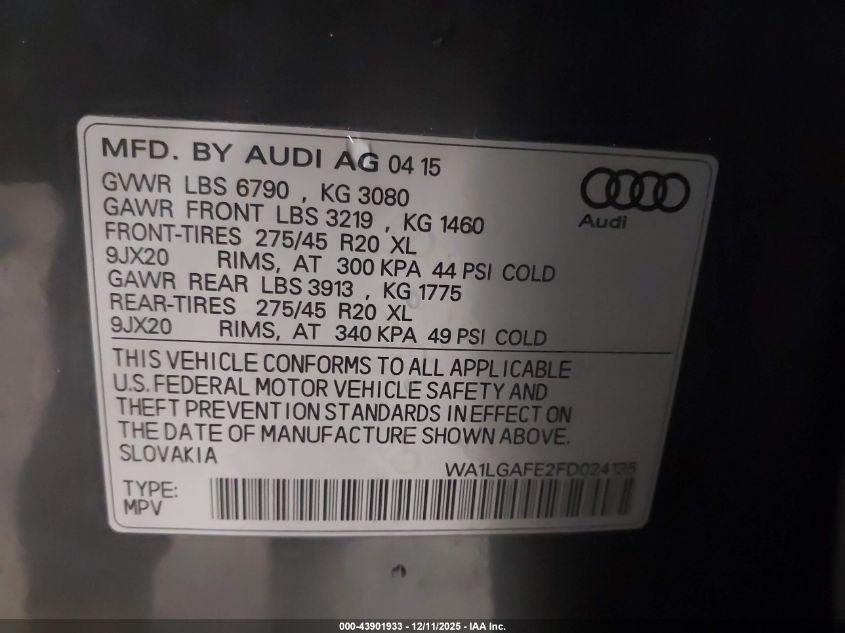 MFD. BY AUDI AG 04 15
GVWR LBS 6790 , KG 3080
GAWR FRONT LBS 3219 , KG 1460
FRONT-TIRES 275/45 R20 XL
9JX20 RIMS, AT 300 KPA 44 PSI COLD
GAWR REAR LBS 3913 , KG 1775
REAR-TIRES 275/45 R20 XL
9JX20 RIMS, AT 340 KPA 49 PSI COLD
Audi
THIS VEHICLE CONFORMS TO ALL APPLICABLE
U.S. FEDERAL MOTOR VEHICLE SAFETY AND
THEFT PREVENTION STANDARDS IN EFFECT ON
THE DATE OF MANUFACTURE SHOWN ABOVE.
SLOVAKIA
WA1LGAFE2FD024135
TYPE:
MPV
000-43901933 - 12/11/2025 - IAA Inc.